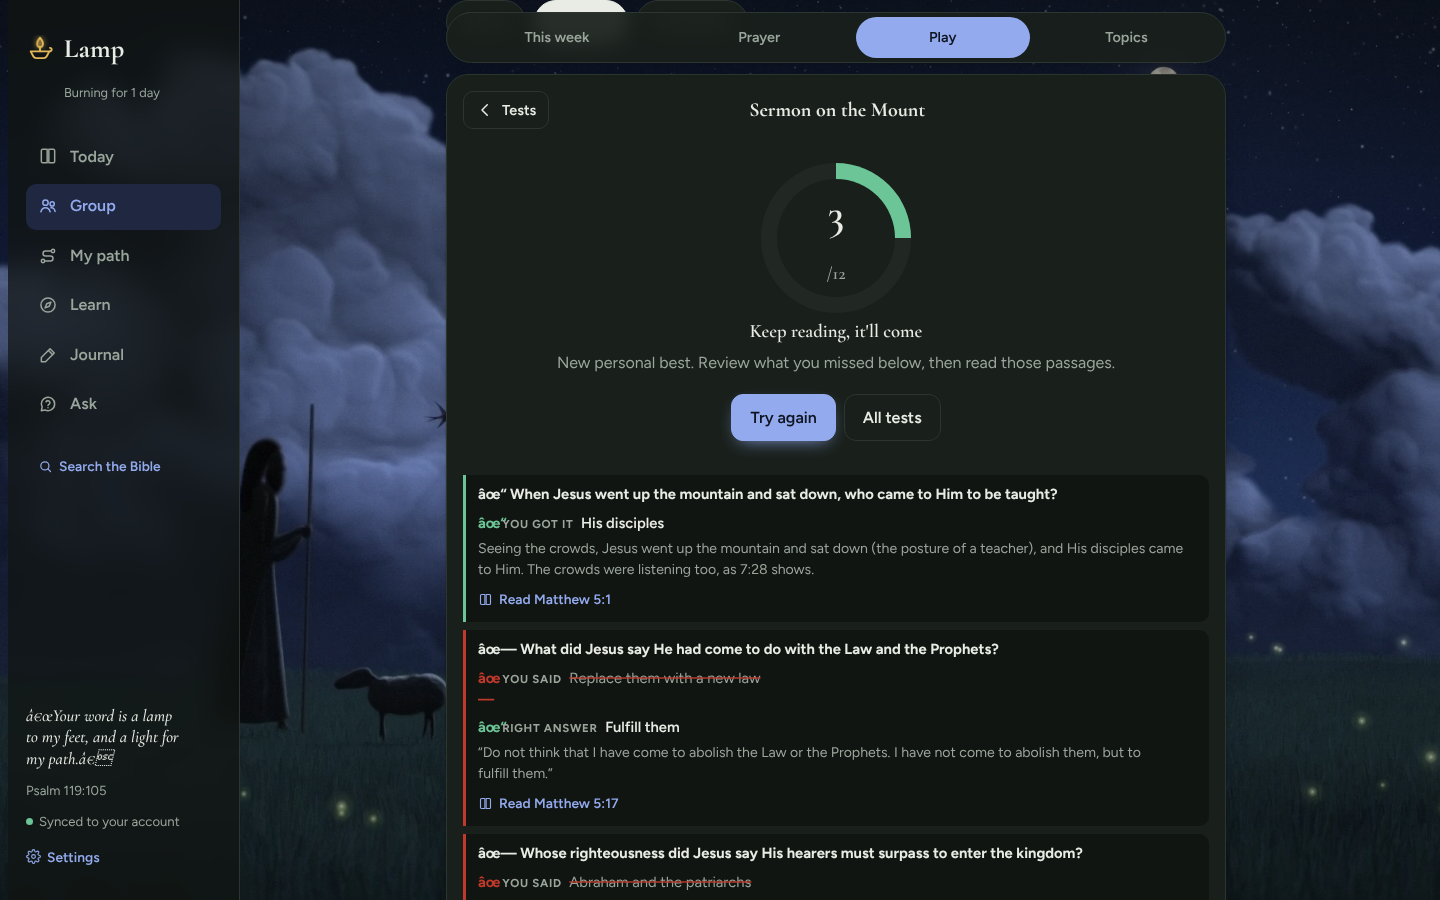 Lamp
Burning for 1 day
Today
Group
My path
Learn
Journal
Ask
Search the Bible
“Your word is a lamp
to my feet, and a light for
my path.â€
Psalm 119:105
Synced to your account
Settings
This week
Prayer
Play
Topics
Tests
Sermon on the Mount
3
/12
Keep reading, it'll come
New personal best. Review what you missed below, then read those passages.
Try again
All tests
✓ When Jesus went up the mountain and sat down, who came to Him to be taught?
✓ YOU GOT IT His disciples
Seeing the crowds, Jesus went up the mountain and sat down (the posture of a teacher), and His disciples came
to Him. The crowds were listening too, as 7:28 shows.
Read Matthew 5:1
✗ What did Jesus say He had come to do with the Law and the Prophets?
âœ YOU SAID Replace them with a new law
—
✓ RIGHT ANSWER Fulfill them
“Do not think that I have come to abolish the Law or the Prophets. I have not come to abolish them, but to
fulfill them.”
Read Matthew 5:17
✗ Whose righteousness did Jesus say His hearers must surpass to enter the kingdom?
âœ YOU SAID Abraham and the patriarchs